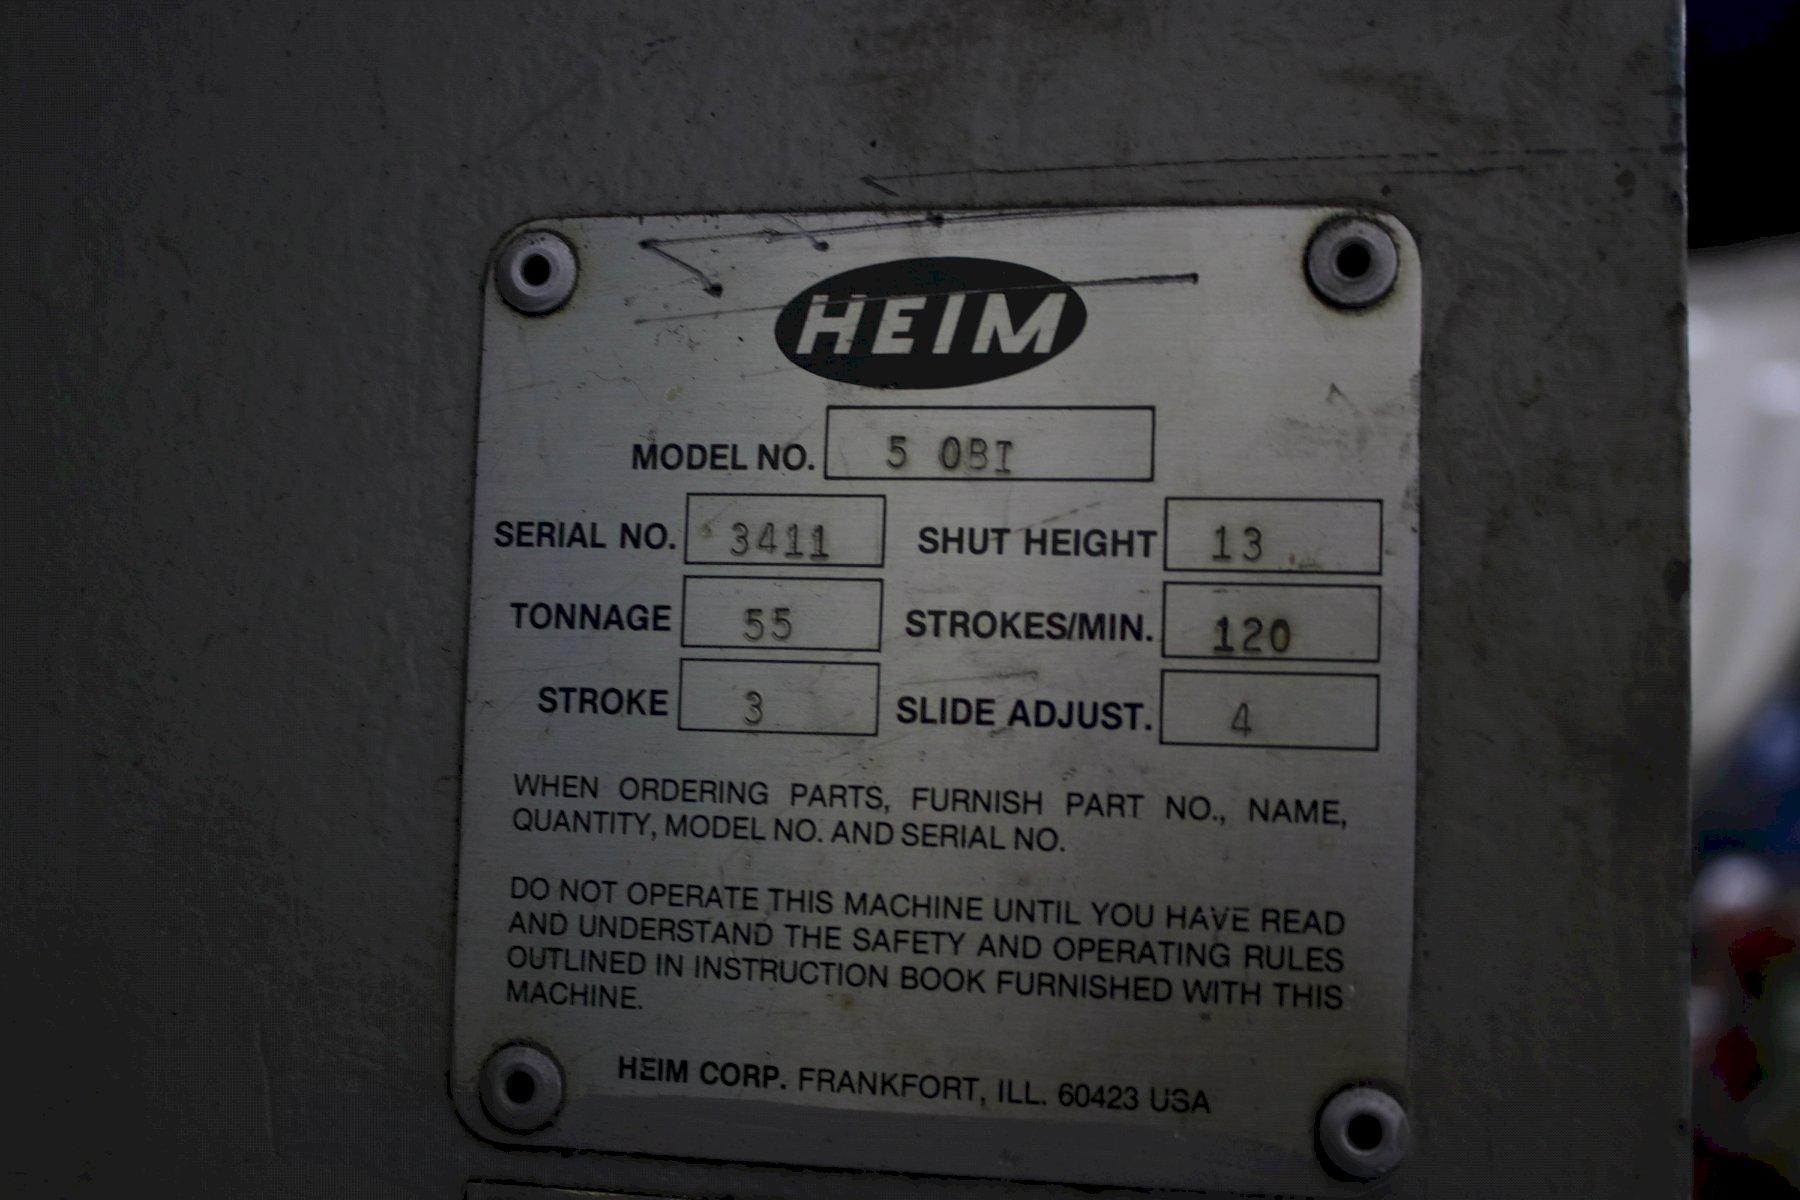 HEIM
MODEL NO. 5 OBI
SERIAL NO. 3411 SHUT HEIGHT 13
TONNAGE 55 STROKES/MIN. 120
STROKE 3 SLIDE ADJUST. 4
WHEN ORDERING PARTS, FURNISH PART NO., NAME,
QUANTITY, MODEL NO. AND SERIAL NO.
DO NOT OPERATE THIS MACHINE UNTIL YOU HAVE READ
AND UNDERSTAND THE SAFETY AND OPERATING RULES
OUTLINED IN INSTRUCTION BOOK FURNISHED WITH THIS
MACHINE.
HEIM CORP. FRANKFORT, ILL. 60423 USA